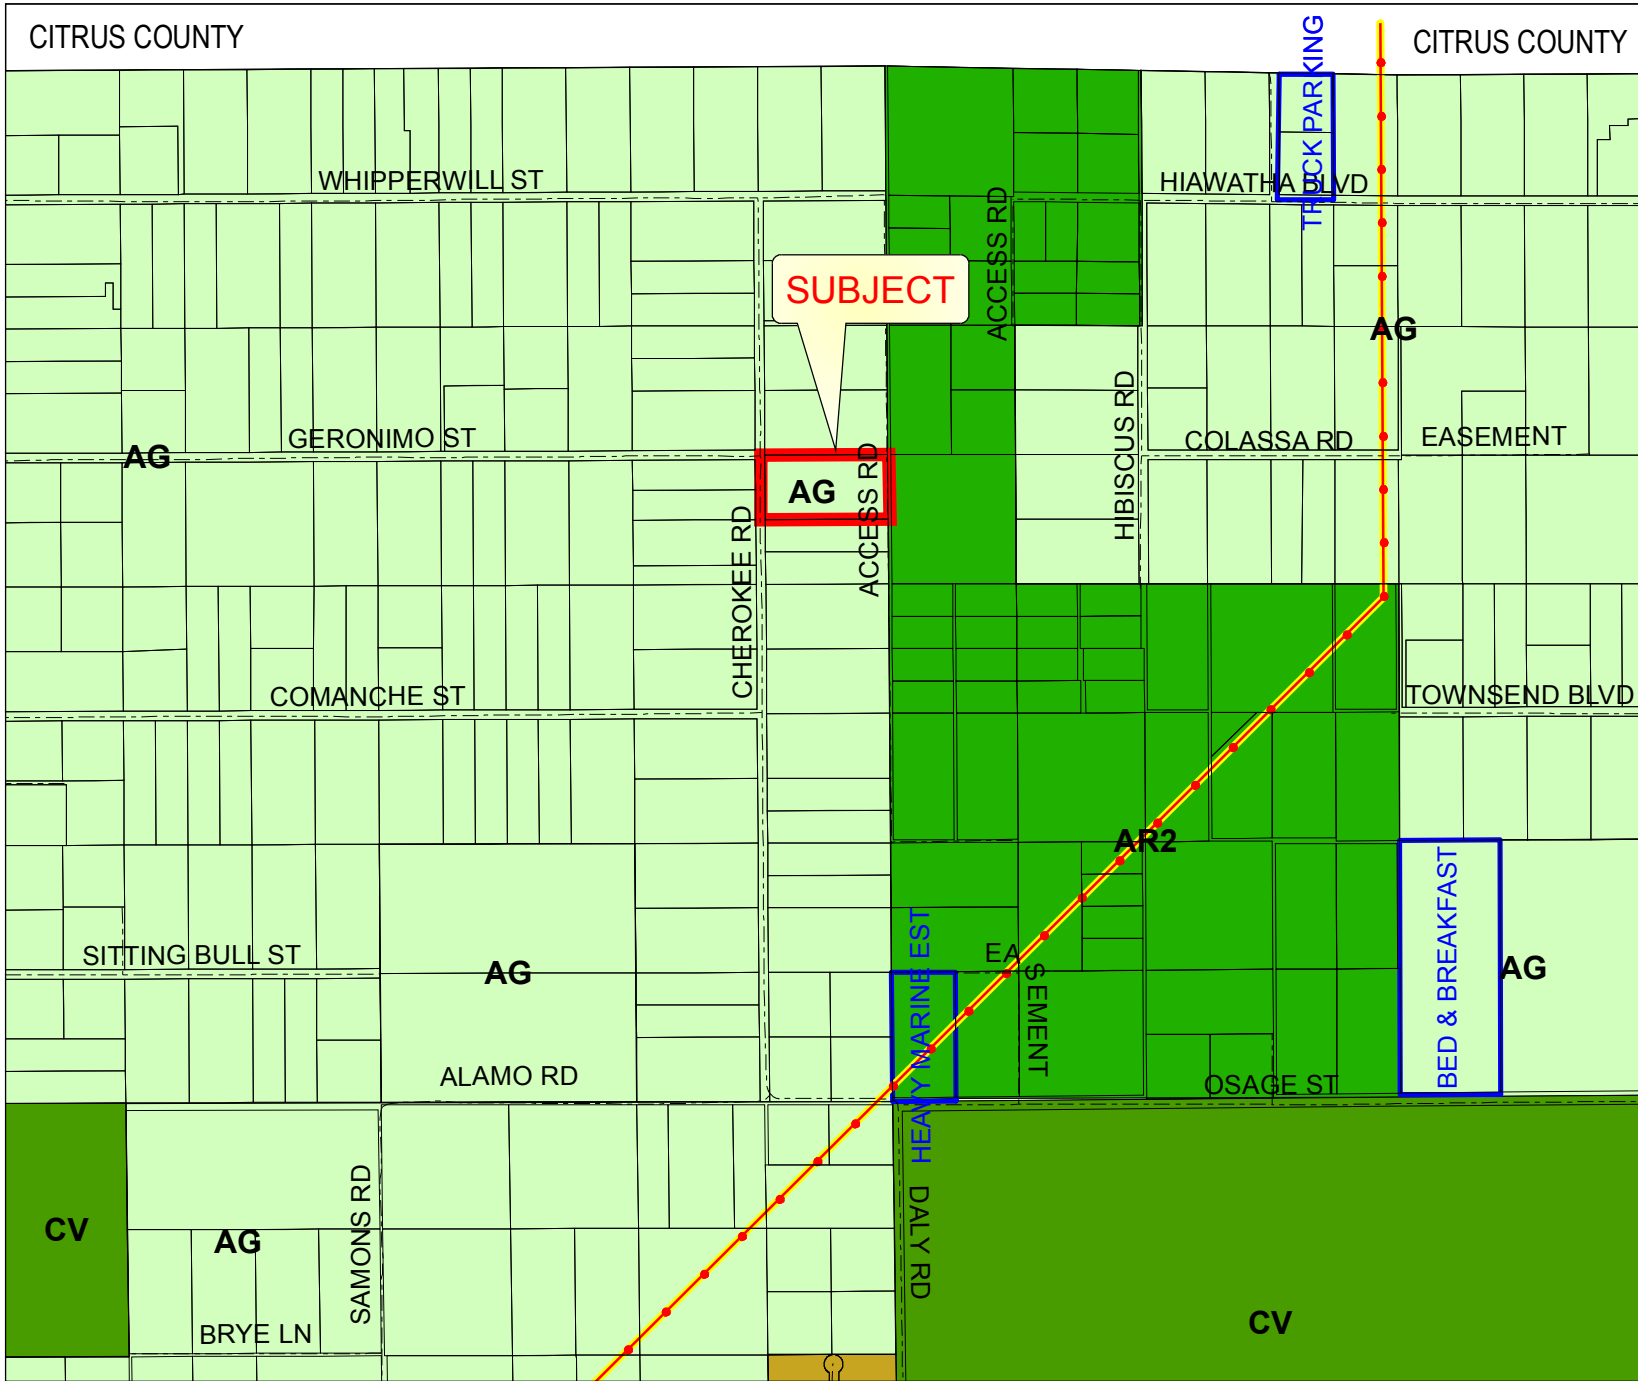 CITRUS COUNTY
CITRUS COUNTY
TRUCK PARKING
WHIPPERWILL ST
HIAWATHA BLVD
ACCESS RD
SUBJECT
AG
HIBISCUS RD
GERONIMO ST
COLASSA RD
EASEMENT
AG
AG
ACCESS RD
CHEROKEE RD
COMANCHE ST
TOWNSEND BLVD
AR2
BED & BREAKFAST
HEAVY MARINE EST
SITTING BULL ST
EASEMENT
AG
AG
ALAMO RD
OSAGE ST
SAMONS RD
DALY RD
CV
AG
BRYE LN
CV